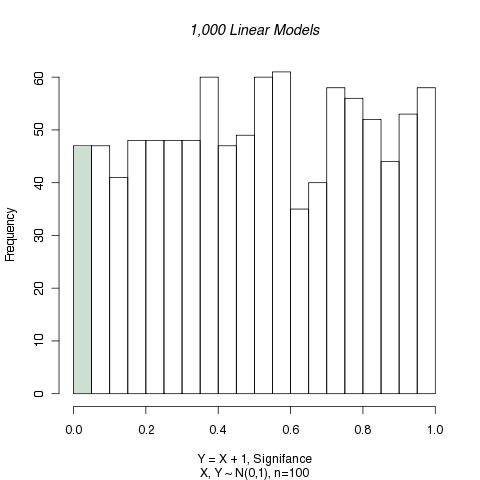 1,000 Linear Models
60
50
40
30
20
10
0
Frequency
0.0 0.2 0.4 0.6 0.8 1.0
Y = X + 1, Signifance
X, Y ~ N(0,1), n=100